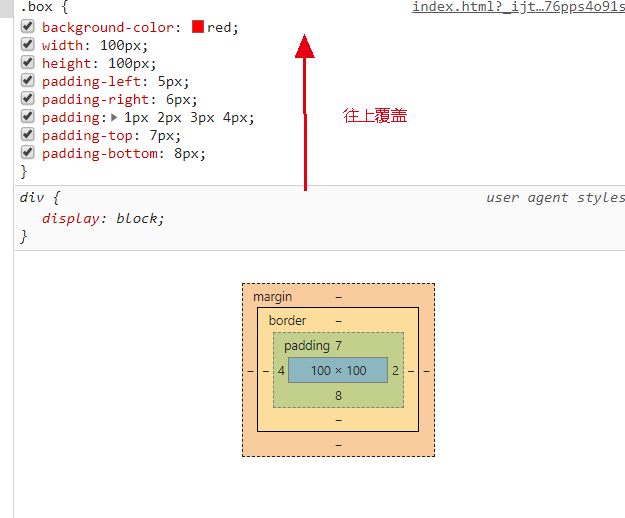 .box {
index.html?_ijt…76pps4o91s
background-color: red;
width: 100px;
height: 100px;
padding-left: 5px;
padding-right: 6px;
padding: 1px 2px 3px 4px;
padding-top: 7px;
padding-bottom: 8px;
}
往上覆盖
div {
user agent styles
display: block;
}
margin –
border –
padding 7
– – 4 100 × 100 2 – –
8
–
–